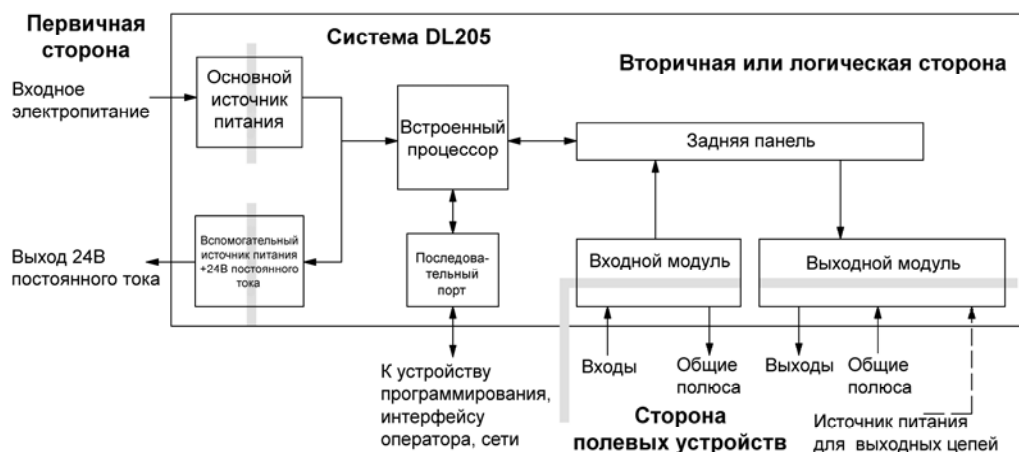 Первичная
сторона
Система DL205
Вторичная или логическая сторона
Входное
электропитание
Основной
источник
питания
Встроенный
процессор
Задняя панель
Выход 24В
постоянного тока
Вспомогательный
источник питания
+24В постоянного
тока
Последова-
тельный
порт
Входной модуль
Выходной модуль
К устройству
программирования,
интерфейсу
оператора, сети
Входы
Общие
полюса
Выходы
Общие
полюса
Сторона
полевых устройств
Источник питания
для выходных цепей